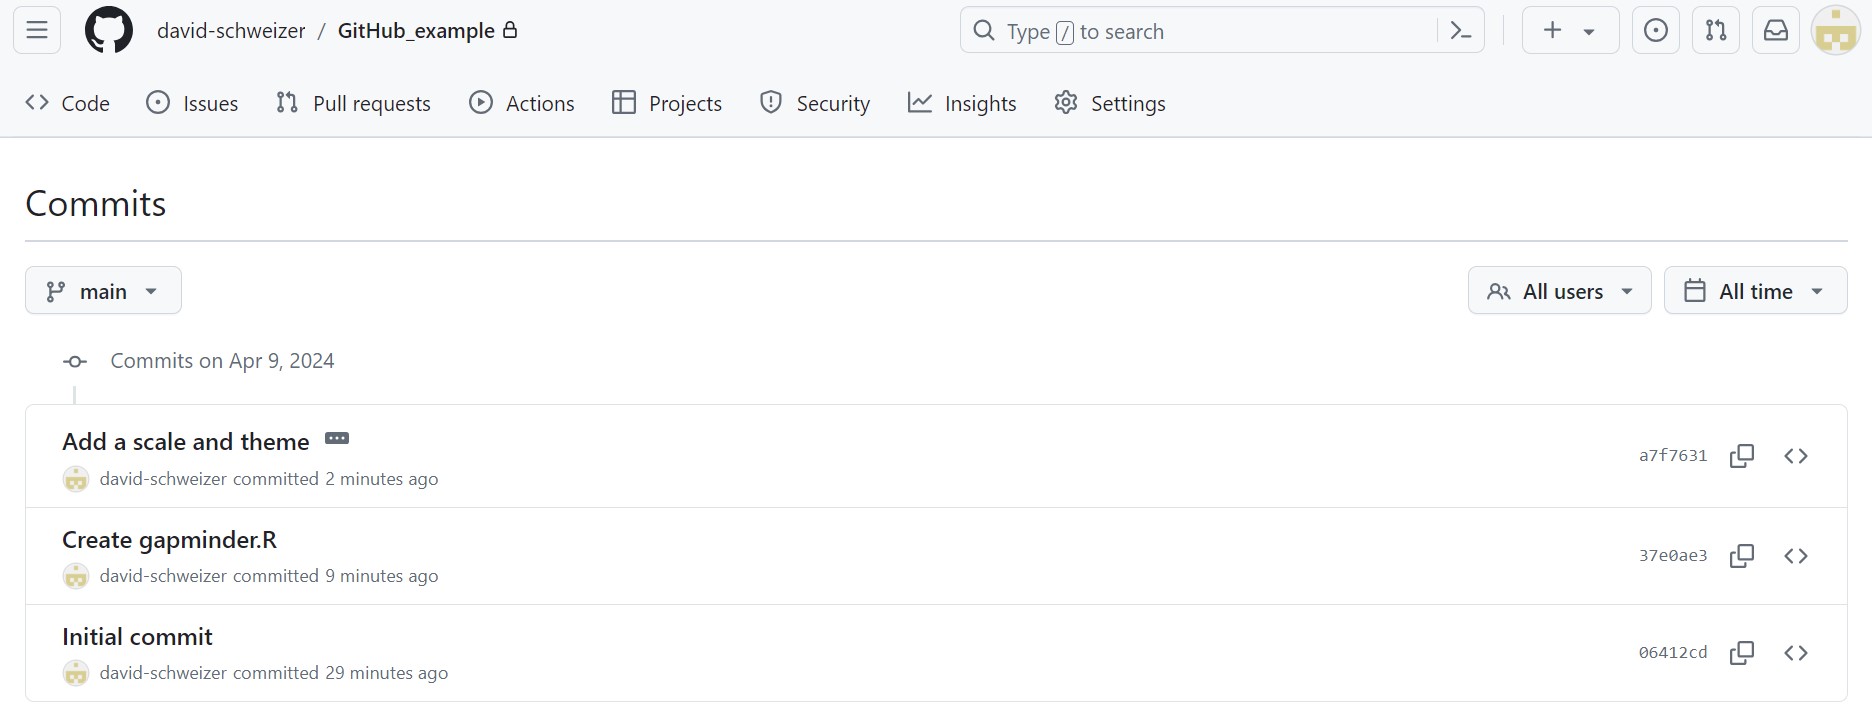 david-schweizer / GitHub_example
Type / to search
Code Issues Pull requests Actions Projects Security Insights Settings
Commits
main All users All time
Commits on Apr 9, 2024
Add a scale and theme
a7f7631
david-schweizer committed 2 minutes ago
Create gapminder.R
37e0ae3
david-schweizer committed 9 minutes ago
Initial commit
06412cd
david-schweizer committed 29 minutes ago